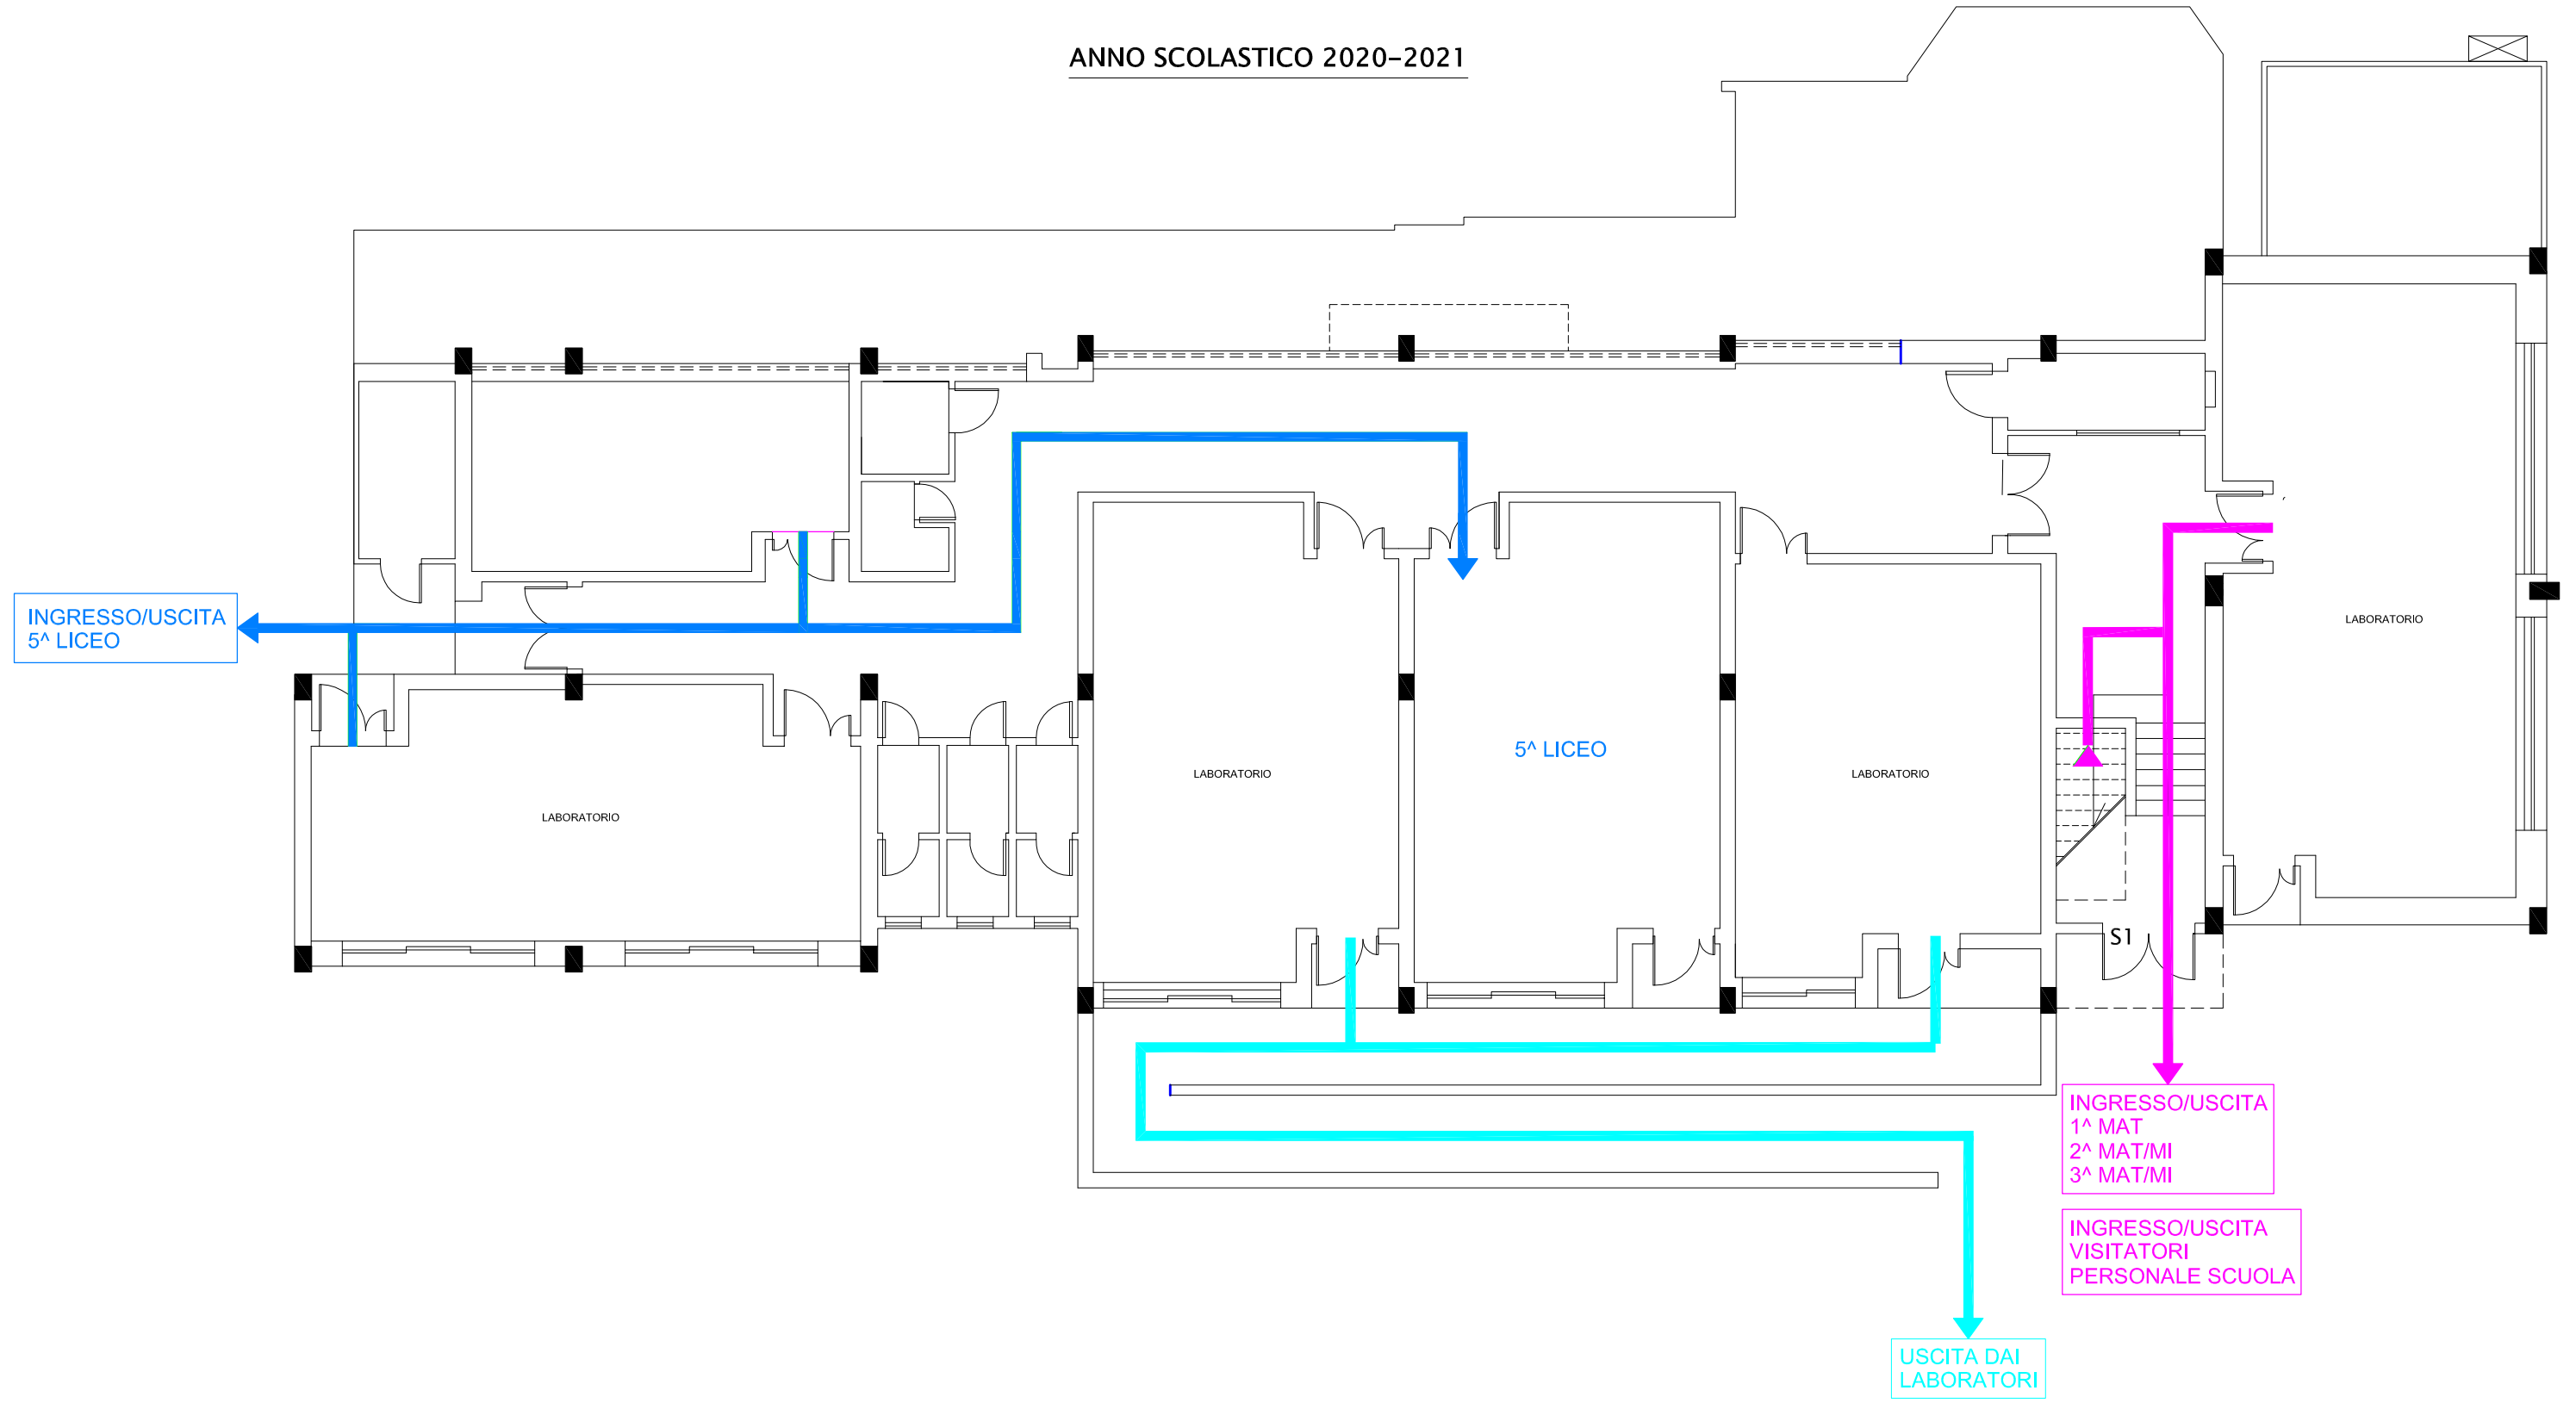 ANNO SCOLASTICO 2020-2021
INGRESSO/USCITA
5^ LICEO
LABORATORIO
5^ LICEO
LABORATORIO
LABORATORIO
LABORATORIO
S1
INGRESSO/USCITA
1^ MAT
2^ MAT/MI
3^ MAT/MI
INGRESSO/USCITA
VISITATORI
PERSONALE SCUOLA
USCITA DAI
LABORATORI